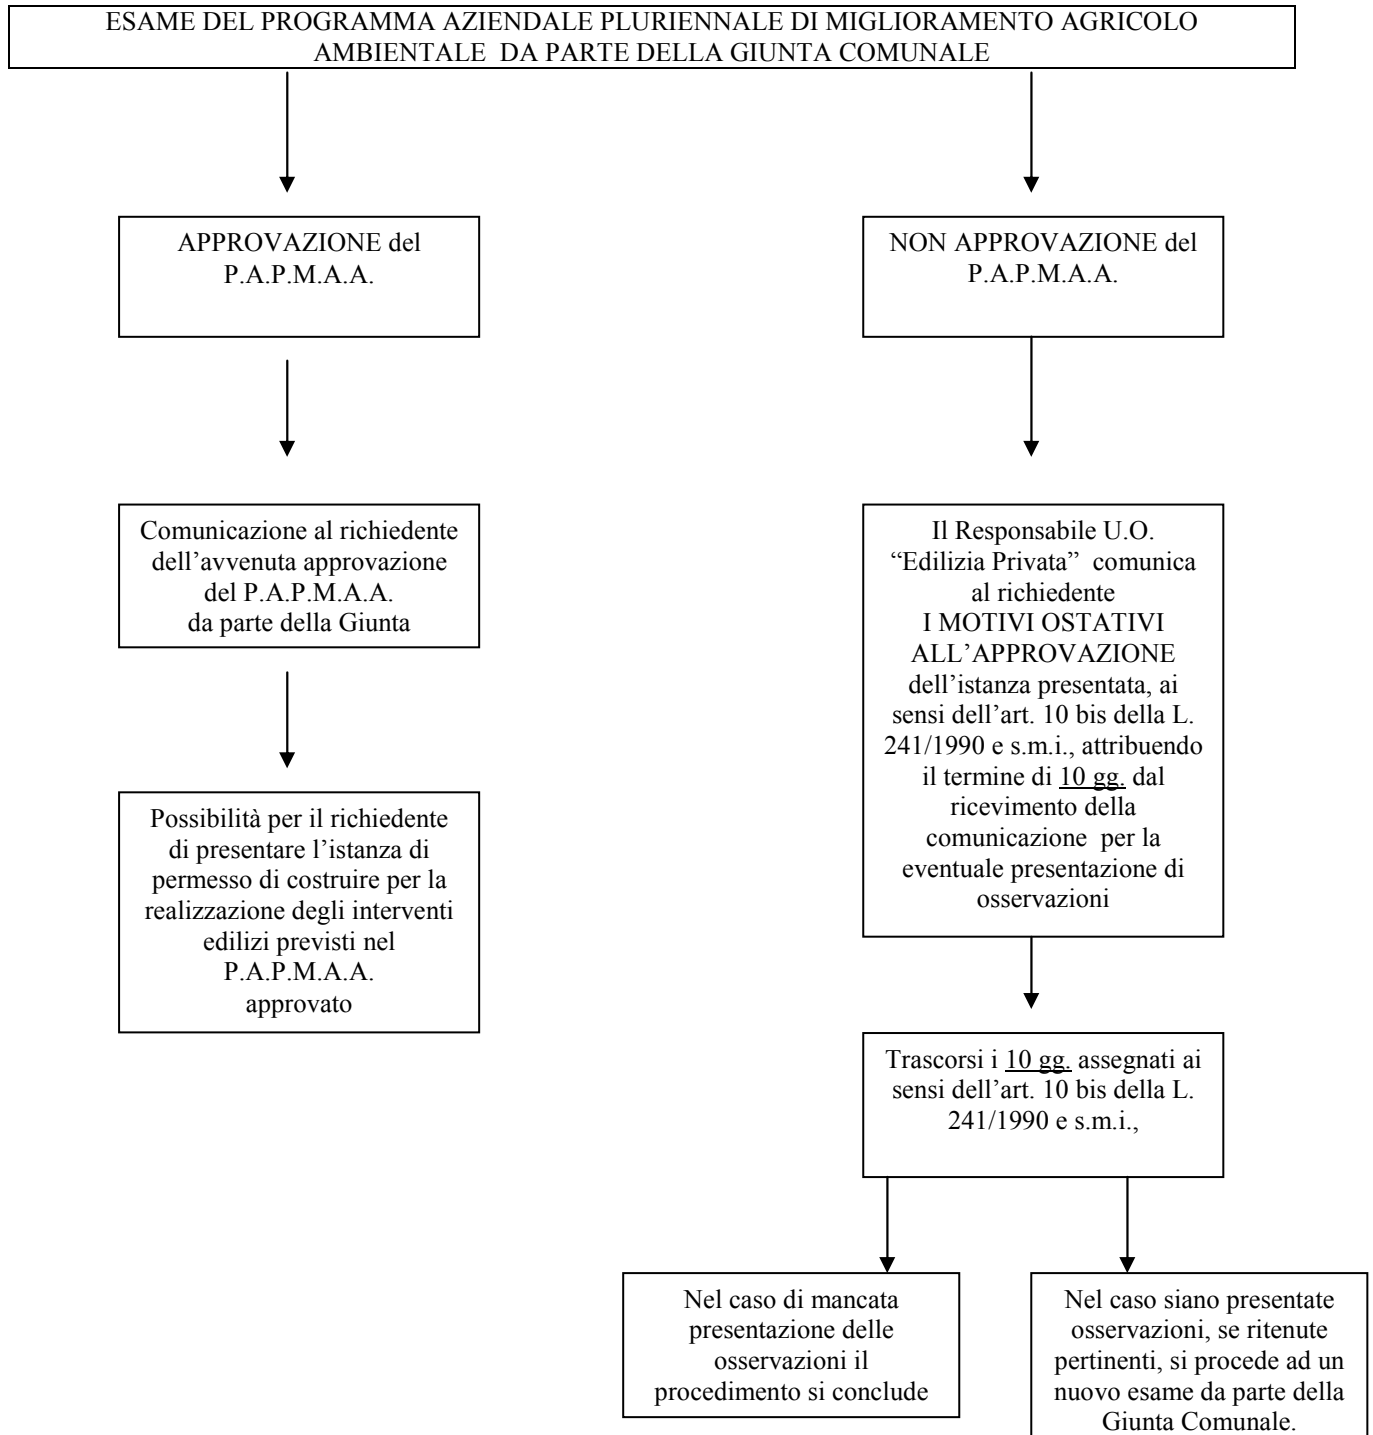 ESAME DEL PROGRAMMA AZIENDALE PLURIENNALE DI MIGLIORAMENTO AGRICOLO
AMBIENTALE  DA PARTE DELLA GIUNTA COMUNALE
APPROVAZIONE del
P.A.P.M.A.A.
NON APPROVAZIONE del
P.A.P.M.A.A.
Comunicazione al richiedente
dell’avvenuta approvazione
del P.A.P.M.A.A.
da parte della Giunta
Possibilità per il richiedente
di presentare l’istanza di
permesso di costruire per la
realizzazione degli interventi
edilizi previsti nel
P.A.P.M.A.A.
approvato
Il Responsabile U.O.
“Edilizia Privata”  comunica
al richiedente
I MOTIVI OSTATIVI
ALL’APPROVAZIONE
dell’istanza presentata, ai
sensi dell’art. 10 bis della L.
241/1990 e s.m.i., attribuendo
il termine di 10 gg. dal
ricevimento della
comunicazione  per la
eventuale presentazione di
osservazioni
Trascorsi i 10 gg. assegnati ai
sensi dell’art. 10 bis della L.
241/1990 e s.m.i.,
Nel caso di mancata
presentazione delle
osservazioni il
procedimento si conclude
Nel caso siano presentate
osservazioni, se ritenute
pertinenti, si procede ad un
nuovo esame da parte della
Giunta Comunale.